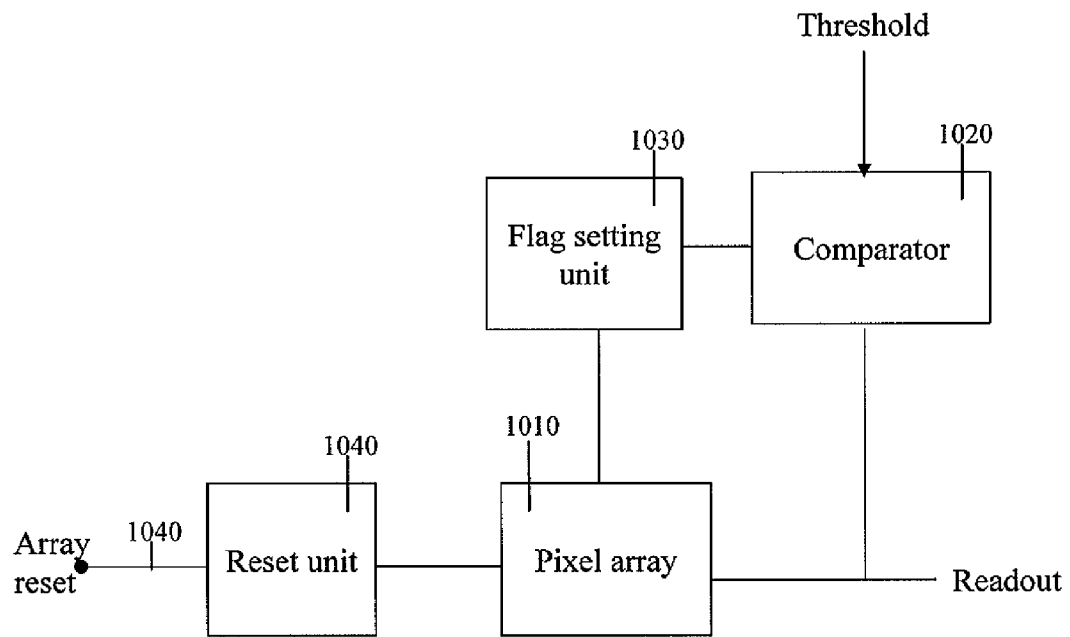 Threshold
1030
1020
Flag setting
unit
Comparator
1040
1010
Array
reset
1040
Reset unit
Pixel array
Readout